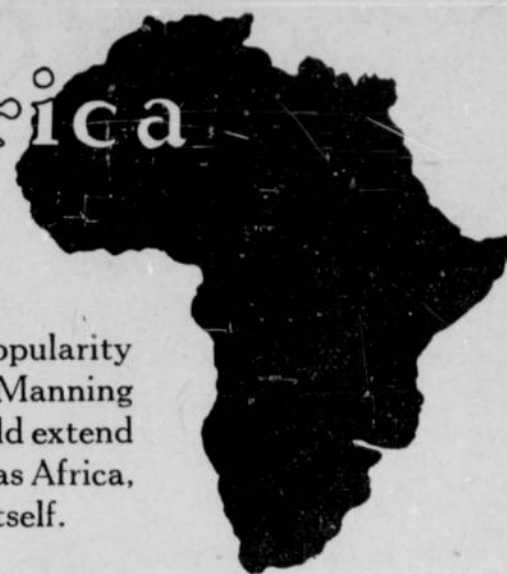 rica
opularity
Manning
ld extend
as Africa,
tself.